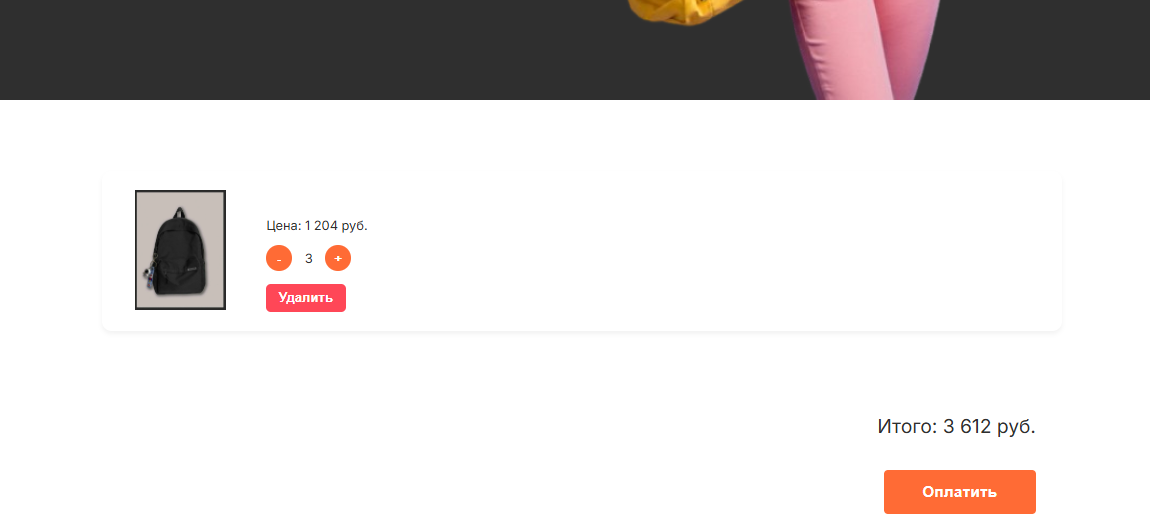 Цена: 1 204 руб.
- 3 +
Удалить
Итого: 3 612 руб.
Оплатить